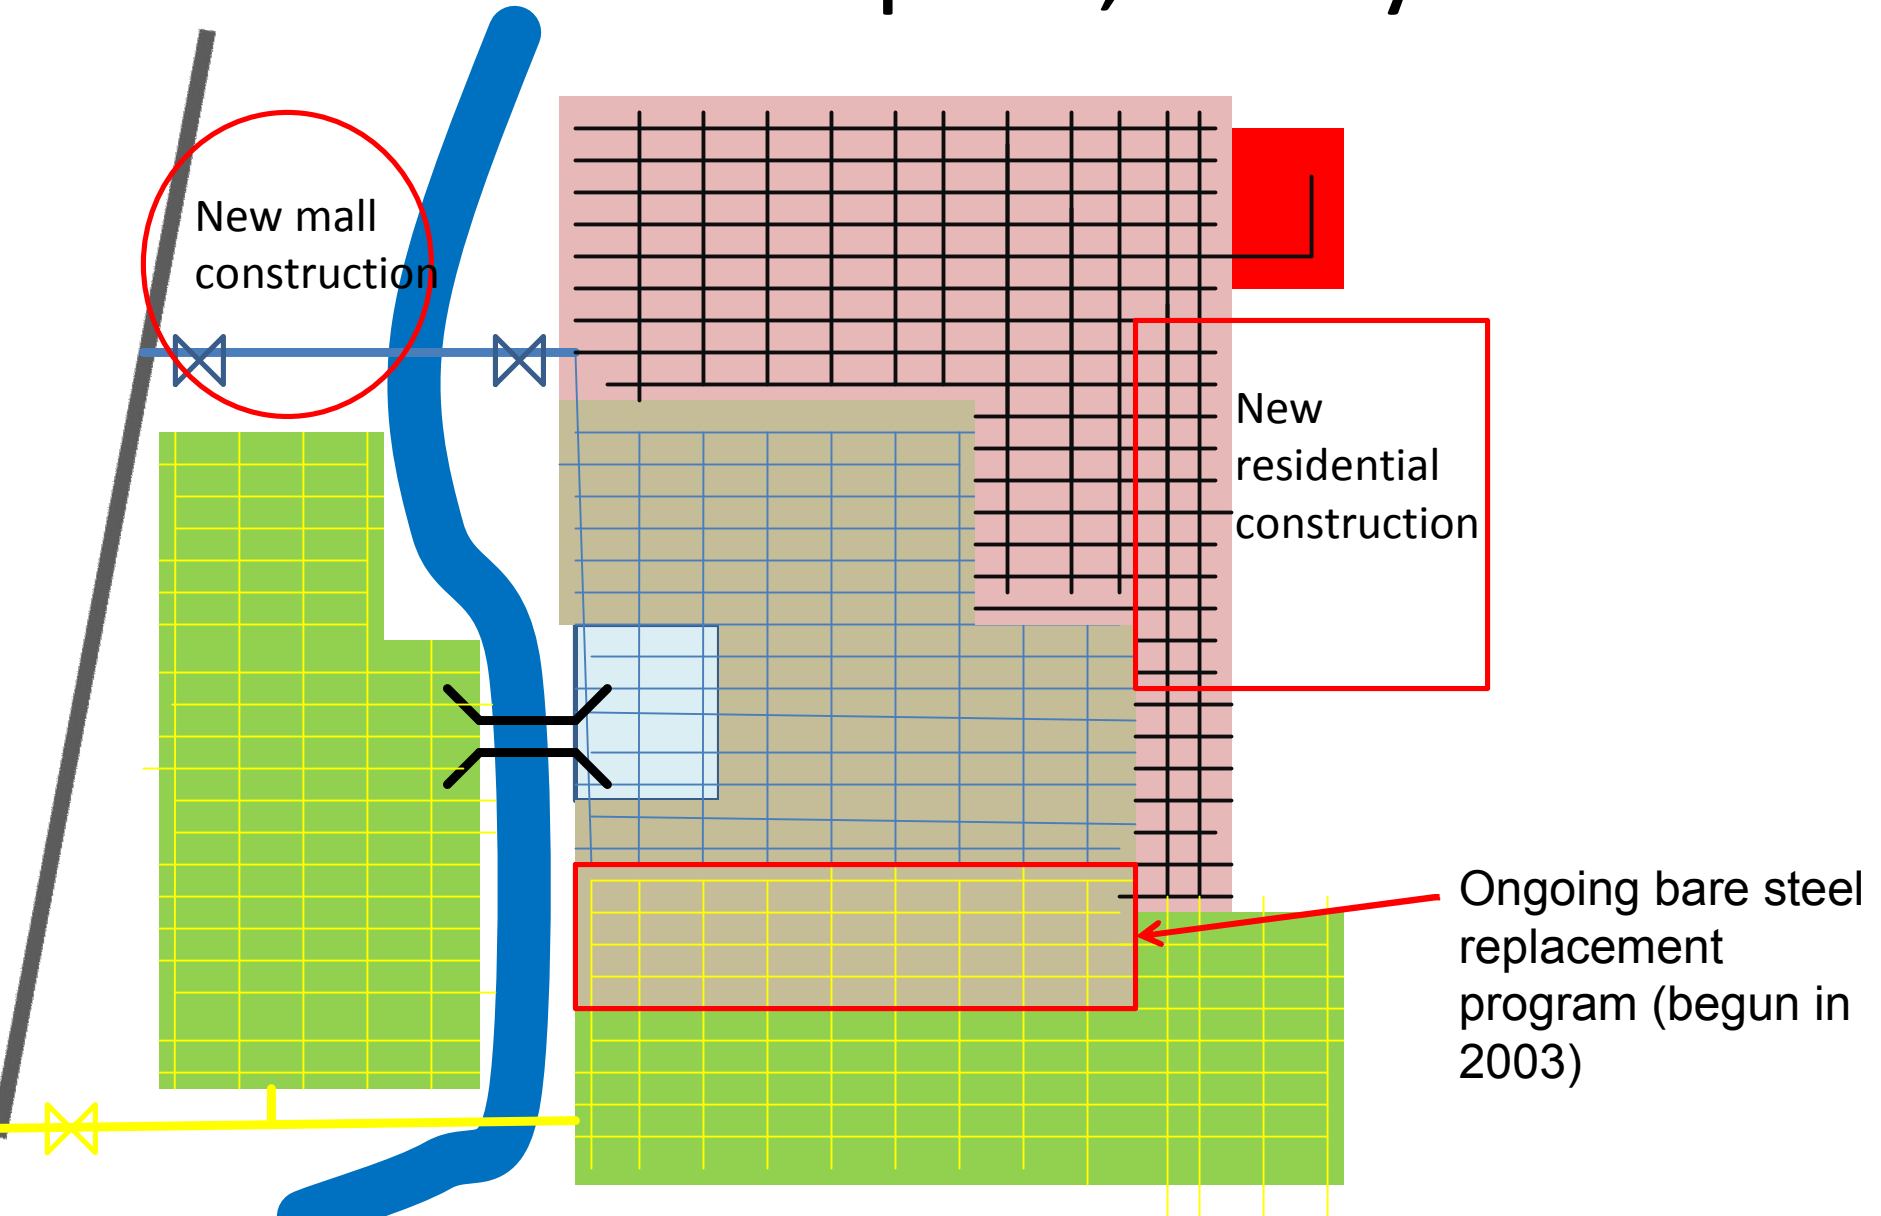 New mall
construction
New
residential
construction
Ongoing bare steel
replacement
program (begun in
2003)